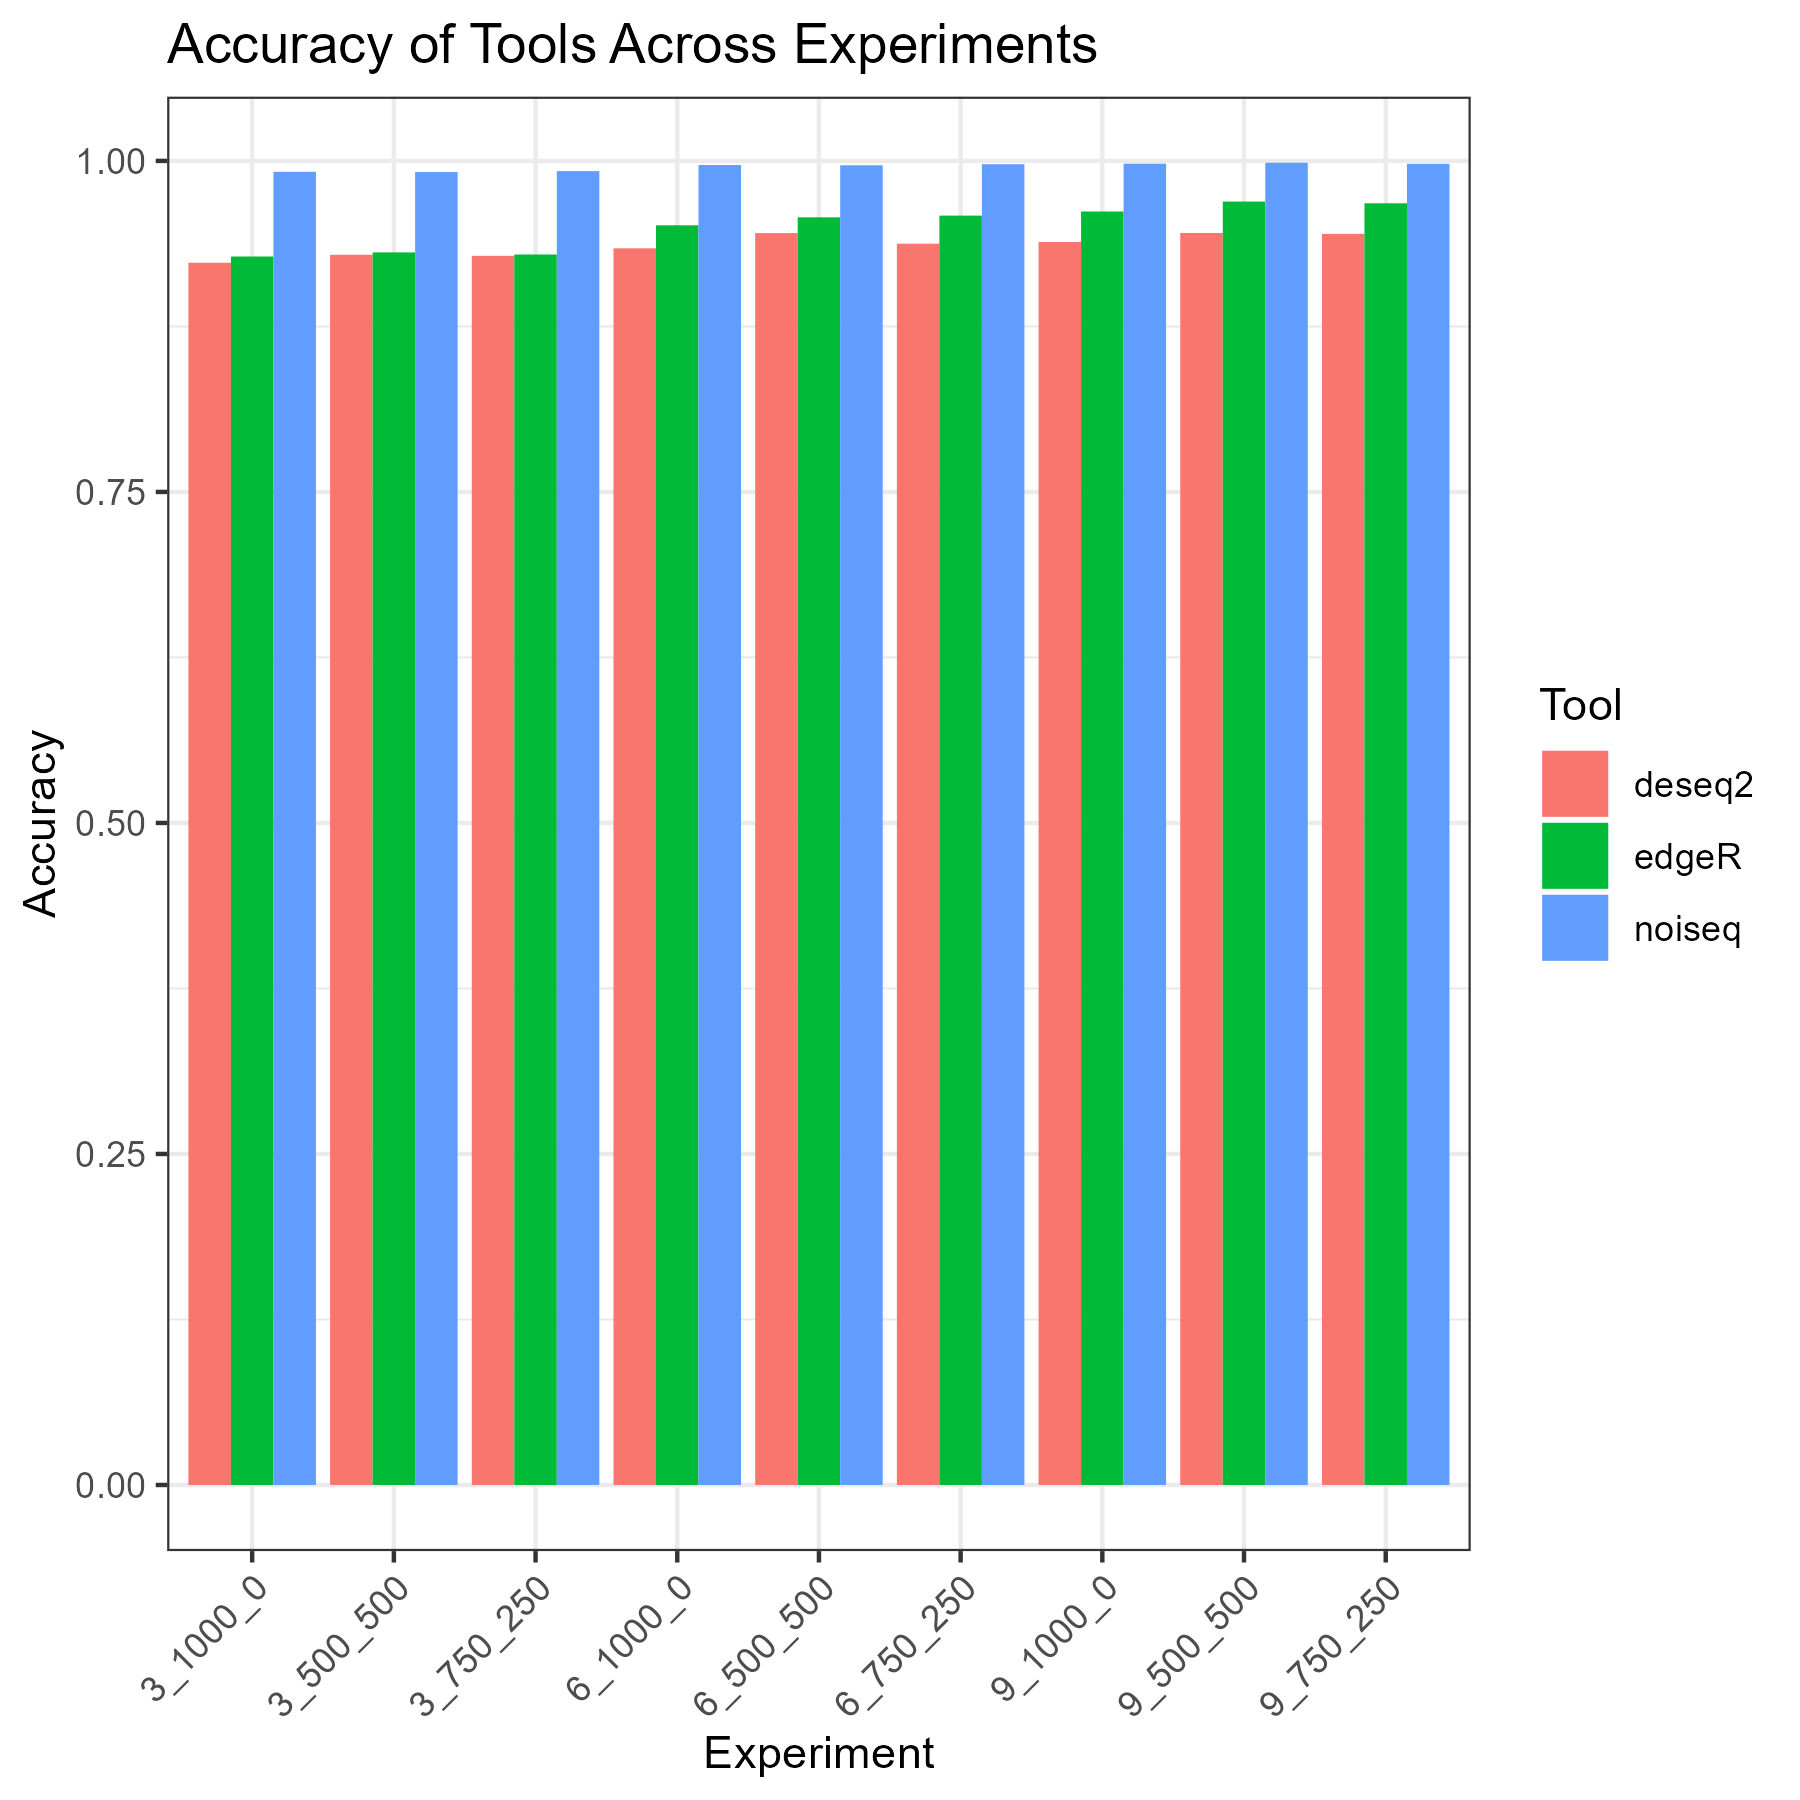 Accuracy of Tools Across Experiments
1.00
0.75
0.50
0.25
0.00
Accuracy
3_1000_0
3_500_500
3_750_250
6_1000_0
6_500_500
6_750_250
9_1000_0
9_500_500
9_750_250
Experiment
Tool
deseq2
edgeR
noiseq